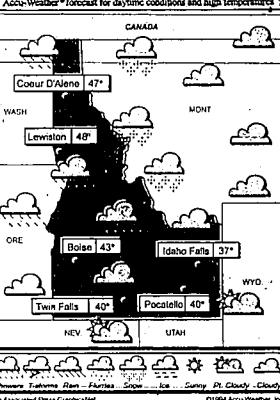 Accu-Weather® forecast for daytime conditions and high temperatures
CANADA
Coeur D'Alene 47°
WASH
MONT
Lewiston 48°
ORE
Boise 43°
Idaho Falls 37°
WYO.
Twin Falls 40°
Pocatello 40°
NEV.
UTAH
Showers T-storms Rain Flurries Snow Ice Sunny Pt. Cloudy Cloudy
©1994 Accu-Weather